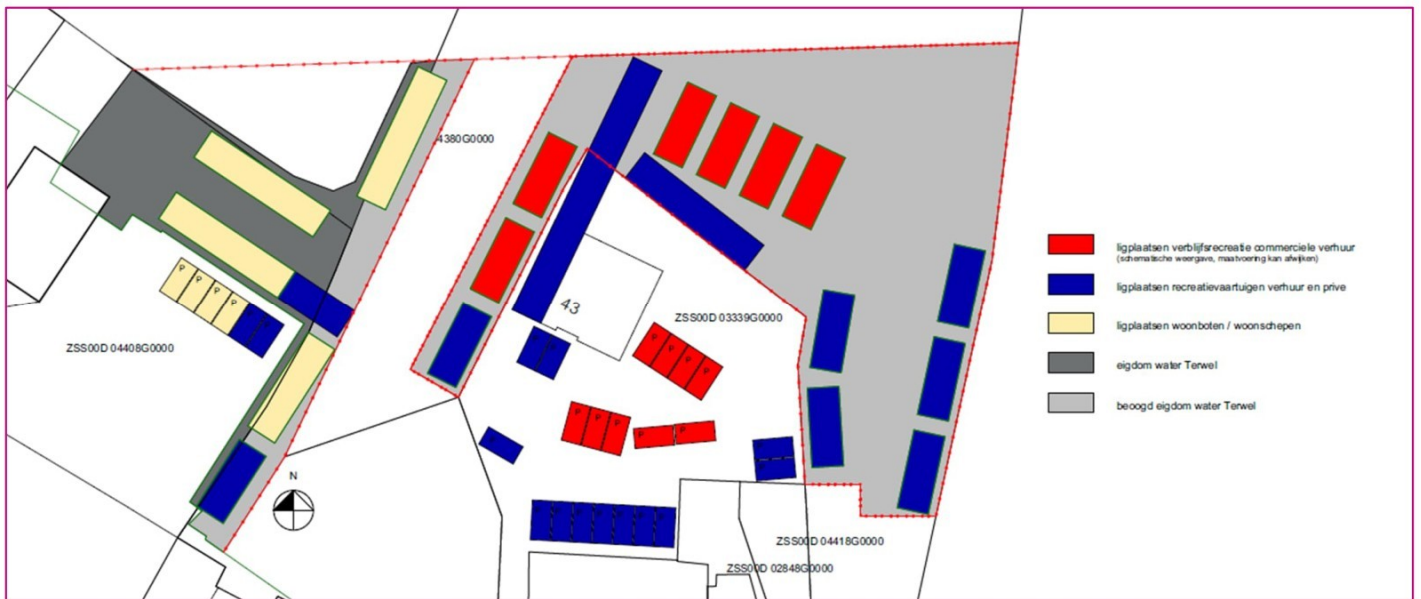 4380G0000
43
ZSS00D 03339G0000
ZSS00D 04408G0000
P P P P
P P P P
P P P
N
ZSS00D 04418G0000
ZSS00D 02848G0000
ligplaatsen verblijfsrecreatie commerciele verhuur
(schematische weergave, maatvoering kan afwijken)
ligplaatsen recreatievaartuigen verhuur en prive
ligplaatsen woonboten / woonschepen
eigdom water Terwel
beoogd eigdom water Terwel